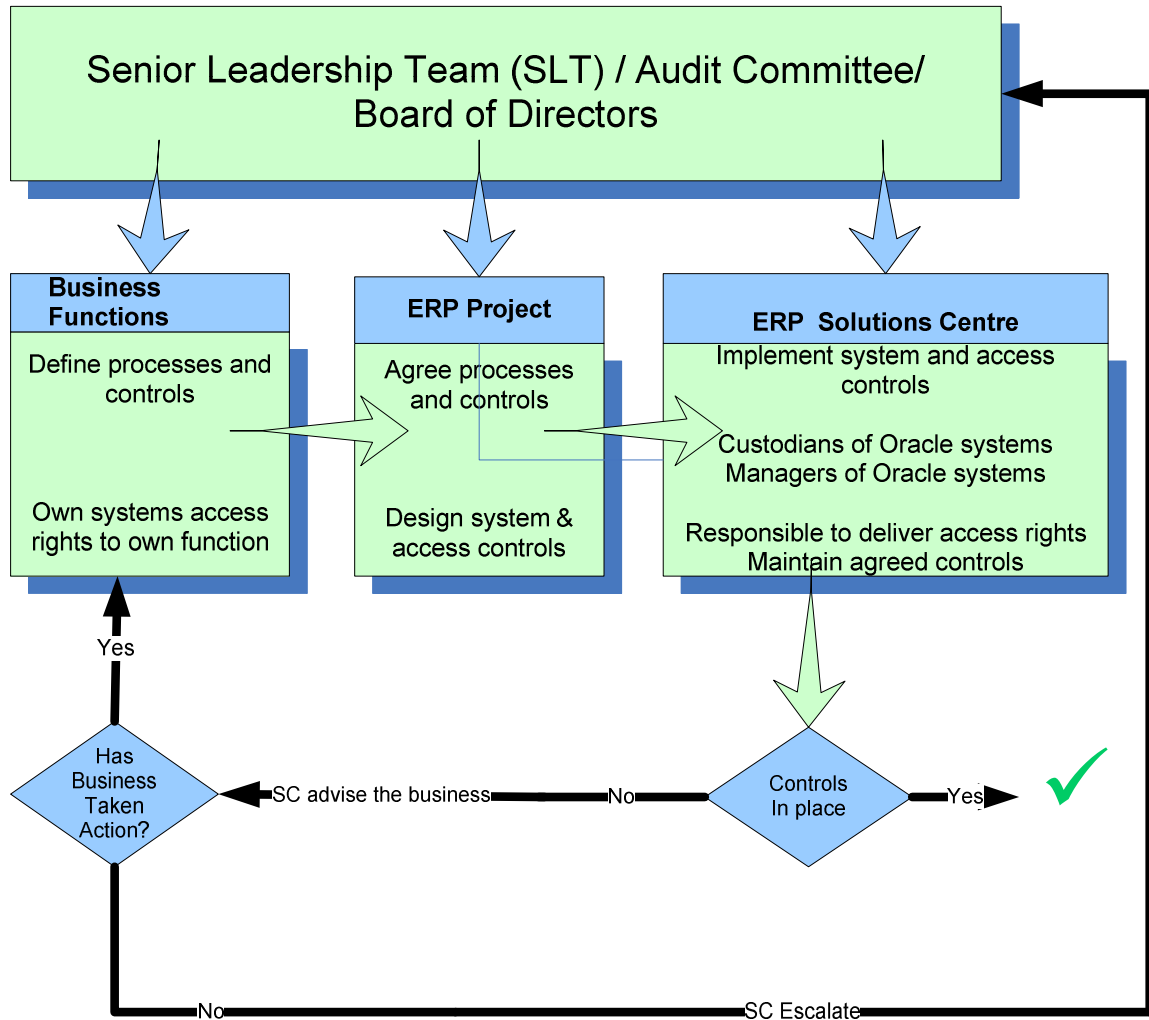 Senior Leadership Team (SLT) / Audit Committee/
Board of Directors
Business
Functions
Define processes and
controls
Own systems access
rights to own function
ERP Project
Agree processes
and controls
Design system &
access controls
ERP Solutions Centre
Implement system and access
controls
Custodians of Oracle systems
Managers of Oracle systems
Responsible to deliver access rights
Maintain agreed controls
Yes
Has
Business
Taken
Action?
SC advise the business
No
Controls
In place
Yes
No
SC Escalate